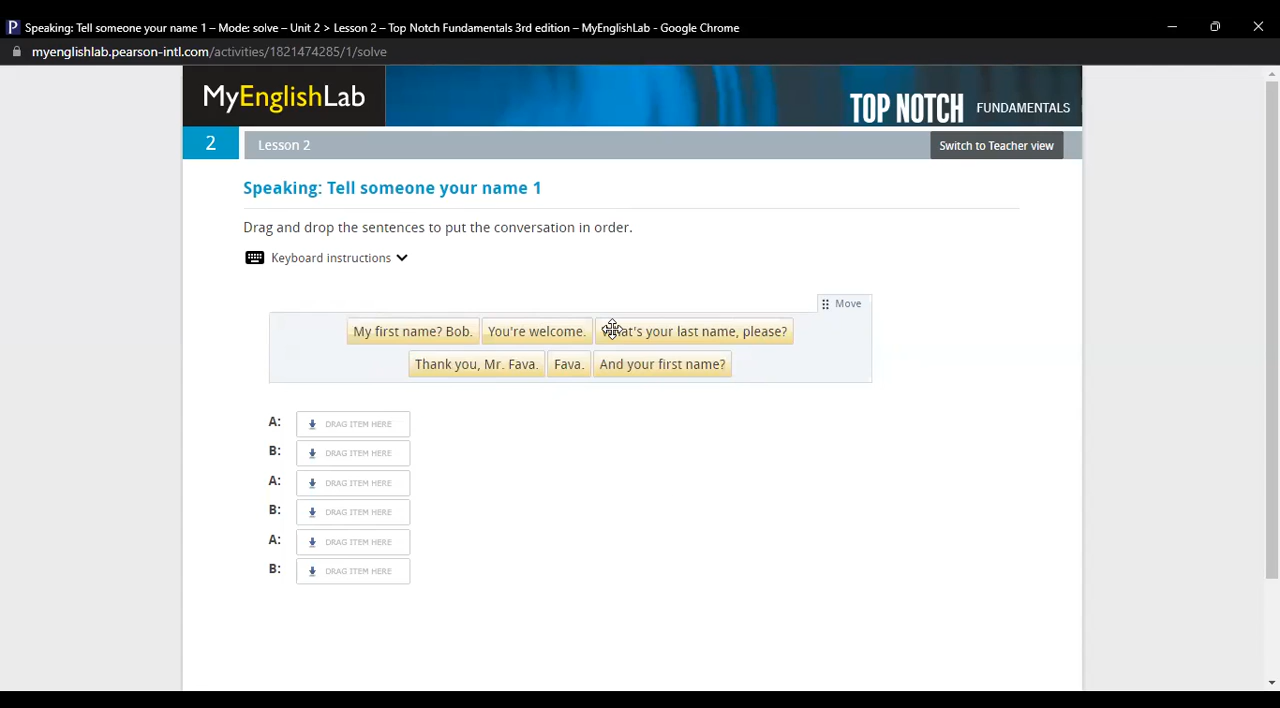 Speaking: Tell someone your name 1 – Mode: solve – Unit 2 > Lesson 2 – Top Notch Fundamentals 3rd edition – MyEnglishLab - Google Chrome
myenglishlab.pearson-intl.com/activities/1821474285/1/solve
MyEnglishLab
TOP NOTCH FUNDAMENTALS
2 Lesson 2 Switch to Teacher view
Speaking: Tell someone your name 1
Drag and drop the sentences to put the conversation in order.
Keyboard instructions
Move
My first name? Bob. You're welcome. What's your last name, please?
Thank you, Mr. Fava. Fava. And your first name?
A: DRAG ITEM HERE
B: DRAG ITEM HERE
A: DRAG ITEM HERE
B: DRAG ITEM HERE
A: DRAG ITEM HERE
B: DRAG ITEM HERE